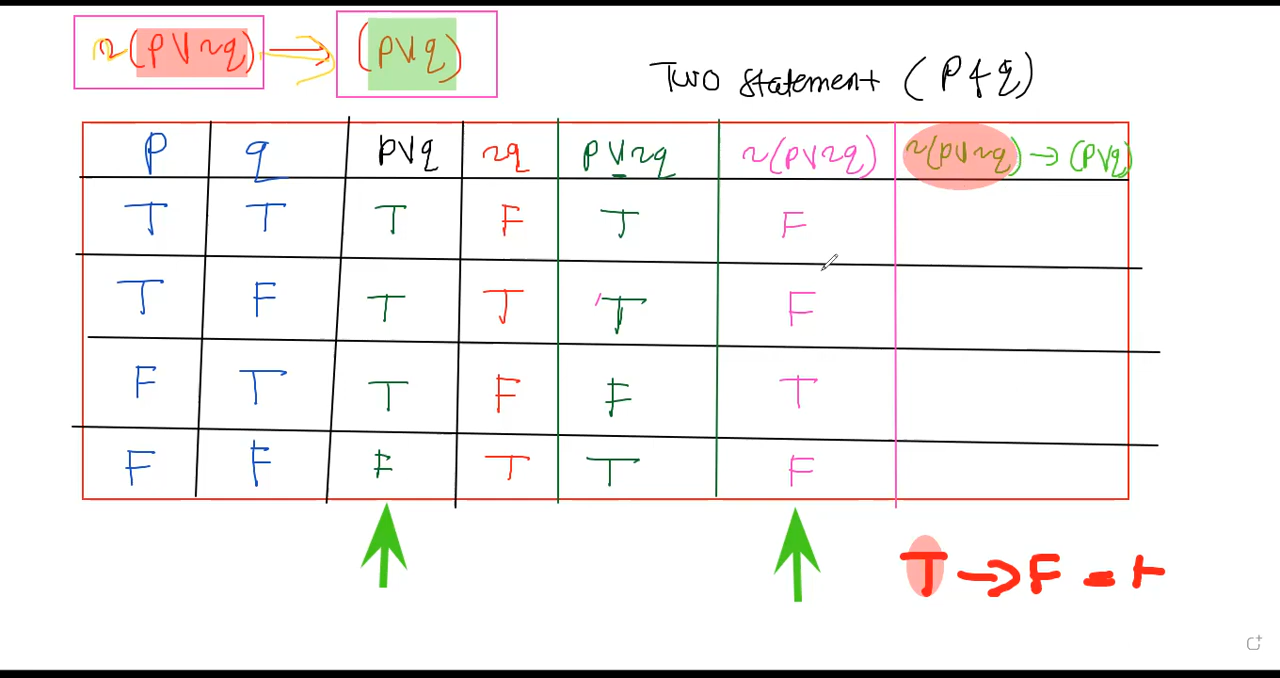 ~(P∨~q) → (P∨q)
Two statement (P & q)
P q P∨q ~q P∨~q ~(P∨~q) ~(P∨~q) → (P∨q)
T T T F T F
T F T T T F
F T T F F T
F F F T T F
T → F = F